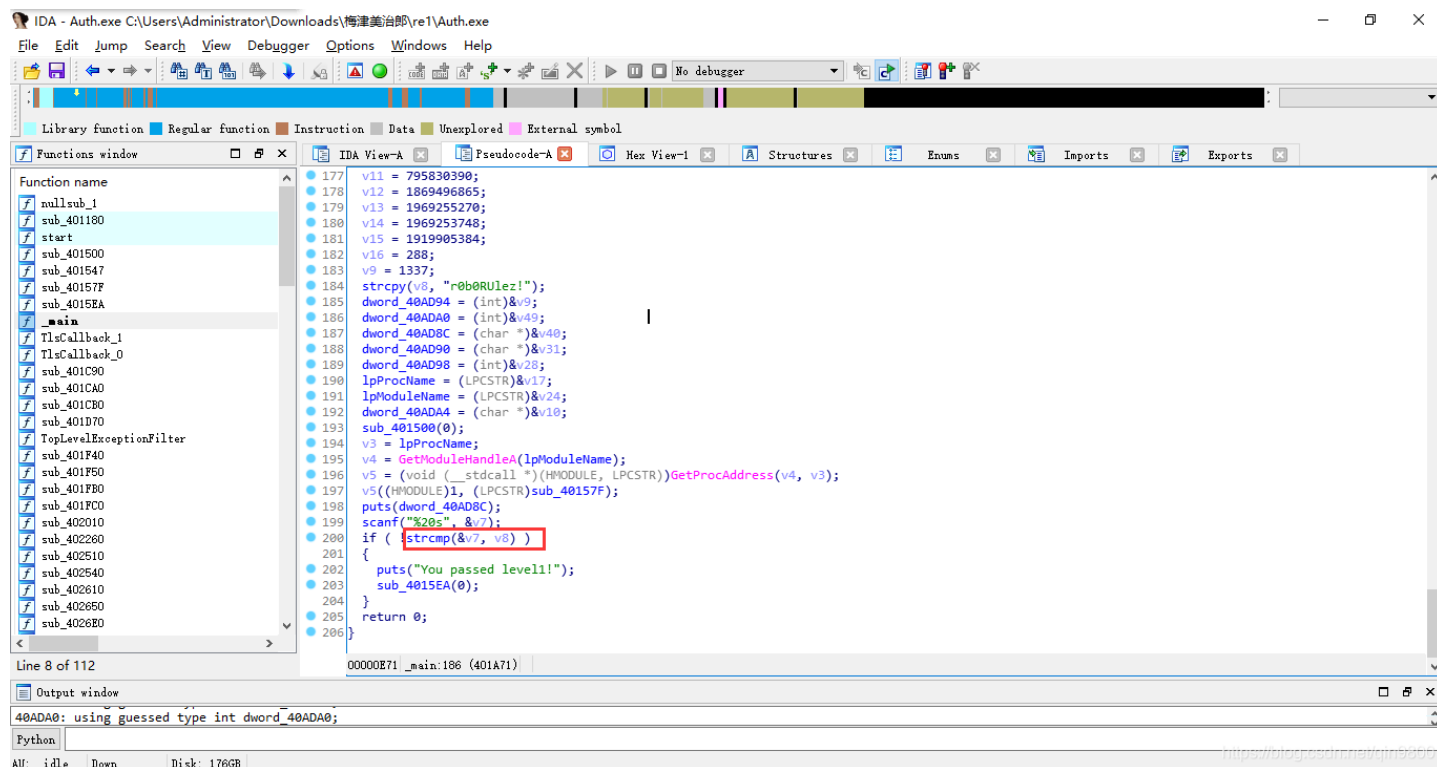 IDA - Auth.exe C:\Users\Administrator\Downloads\梅津美治郎\re1\Auth.exe
File Edit Jump Search View Debugger Options Windows Help
No debugger
Library function Regular function Instruction Data Unexplored External symbol
Functions window
IDA View-A Pseudocode-A Hex View-1 Structures Enums Imports Exports
Function name
nullsub_1
sub_401180
start
sub_401500
sub_401547
sub_40157F
sub_4015EA
_main
TlsCallback_1
TlsCallback_0
sub_401C90
sub_401CA0
sub_401CB0
sub_401D70
TopLevelExceptionFilter
sub_401F40
sub_401F50
sub_401FB0
sub_401FC0
sub_402010
sub_402260
sub_402510
sub_402540
sub_402610
sub_402650
sub_4026E0
Line 8 of 112
177 v11 = 795830390;
178 v12 = 1869496865;
179 v13 = 1969255270;
180 v14 = 1969253748;
181 v15 = 1919905384;
182 v16 = 288;
183 v9 = 1337;
184 strcpy(v8, "r0b0RUlez!");
185 dword_40AD94 = (int)&v9;
186 dword_40ADA0 = (int)&v49;
187 dword_40AD8C = (char *)&v40;
188 dword_40AD90 = (char *)&v31;
189 dword_40AD98 = (int)&v28;
190 lpProcName = (LPCSTR)&v17;
191 lpModuleName = (LPCSTR)&v24;
192 dword_40ADA4 = (char *)&v10;
193 sub_401500(0);
194 v3 = lpProcName;
195 v4 = GetModuleHandleA(lpModuleName);
196 v5 = (void (__stdcall *)(HMODULE, LPCSTR))GetProcAddress(v4, v3);
197 v5((HMODULE)1, (LPCSTR)sub_40157F);
198 puts(dword_40AD8C);
199 scanf("%20s", &v7);
200 if ( !strcmp(&v7, v8) )
201 {
202 puts("You passed level1!");
203 sub_4015EA(0);
204 }
205 return 0;
206 }
00000E71 _main:186 (401A71)
Output window
40ADA0: using guessed type int dword_40ADA0;
Python
AU: idle Down Disk: 176GB
https://blog.csdn.net/qin9800